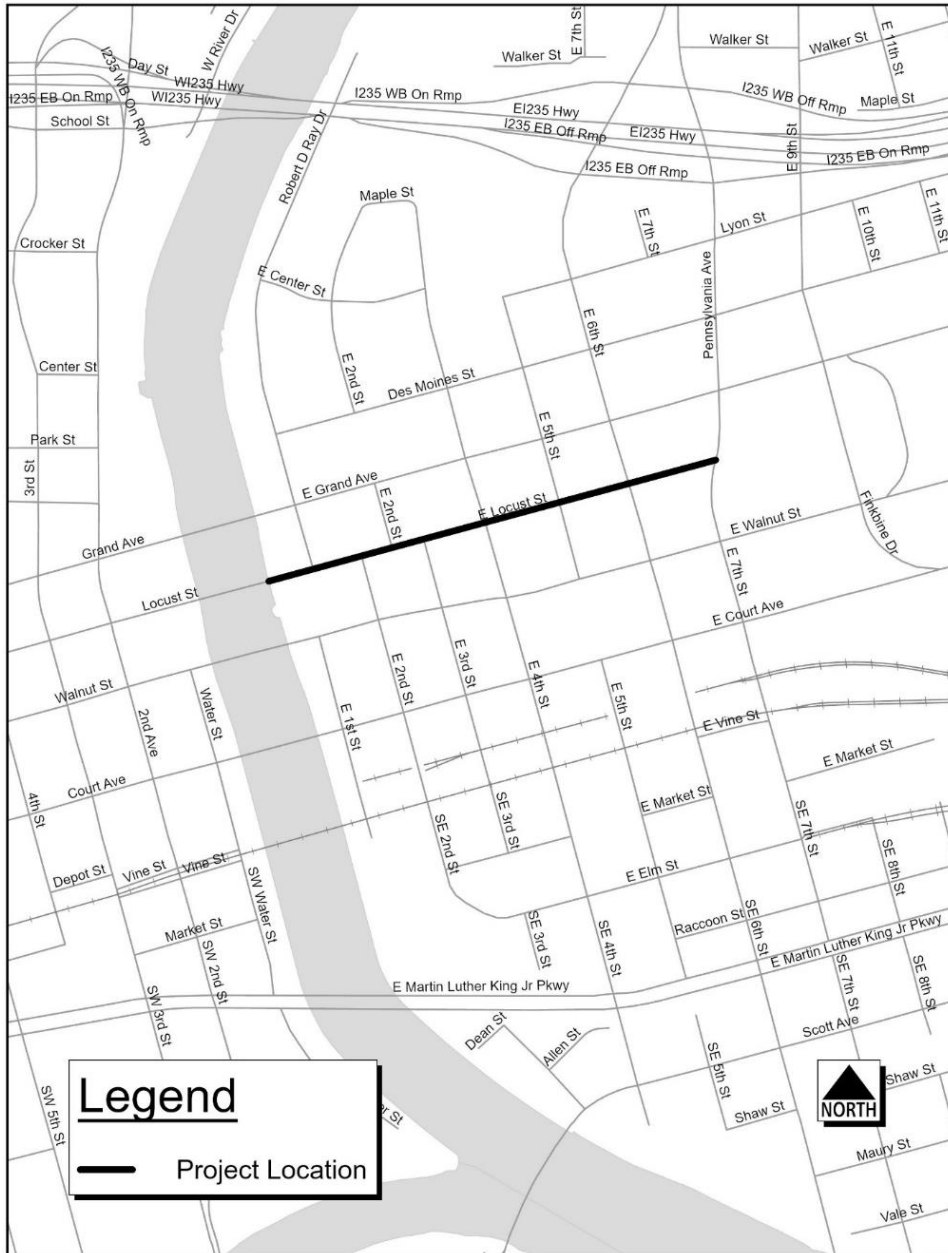 E 7th St
W River Dr
Walker St
Walker St
Walker St
E 11th St
Day St
I235 WB On Rmp
WI235 Hwy
I235 EB On Rmp
WI235 Hwy
I235 WB On Rmp
EI235 Hwy
I235 WB Off Rmp
Maple St
School St
I235 EB Off Rmp
EI235 Hwy
E 9th St
I235 EB On Rmp
I235 EB Off Rmp
Robert D Ray Dr
Maple St
E 7th St
Lyon St
E 10th St
E 11th St
Crocker St
E Center St
E 6th St
Pennsylvania Ave
Center St
E 2nd St
Des Moines St
Park St
3rd St
E 5th St
E Grand Ave
E 2nd St
E Locust St
E Walnut St
Finkbine Dr
Grand Ave
Locust St
E 7th St
E Court Ave
Walnut St
2nd Ave
Water St
E 1st St
E 2nd St
E 3rd St
E 4th St
E 5th St
E Vine St
E Market St
Court Ave
4th St
SE 2nd St
SE 3rd St
E Market St
SE 7th St
Depot St
Vine St
Vine St
SW Water St
E Elm St
SE 8th St
Market St
SW 2nd St
SE 3rd St
SE 4th St
Raccoon St
SE 6th St
E Martin Luther King Jr Pkwy
E Martin Luther King Jr Pkwy
SW 3rd St
SE 7th St
SE 8th St
Dean St
Allen St
Scott Ave
SW 5th St
SE 5th St
Shaw St
Shaw St
Maury St
Vale St
NORTH
Legend
Project Location